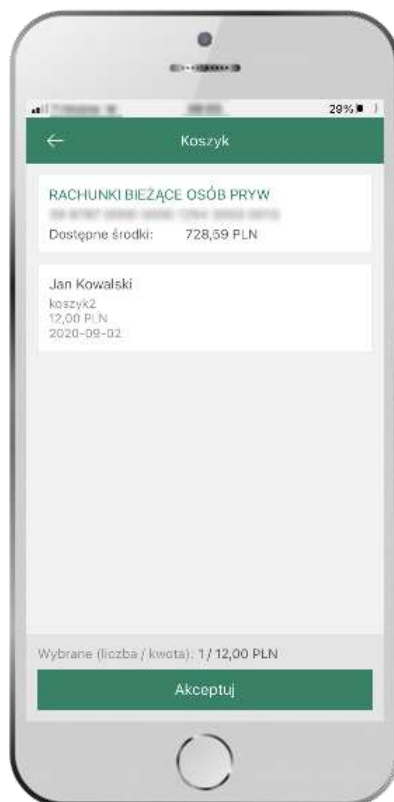 29%
Koszyk
RACHUNKI BIEŻĄCE OSÓB PRYW
Dostępne środki: 728,59 PLN
Jan Kowalski
koszyk2
12,00 PLN
2020-09-02
Wybrane (liczba / kwota): 1 / 12,00 PLN
Akceptuj